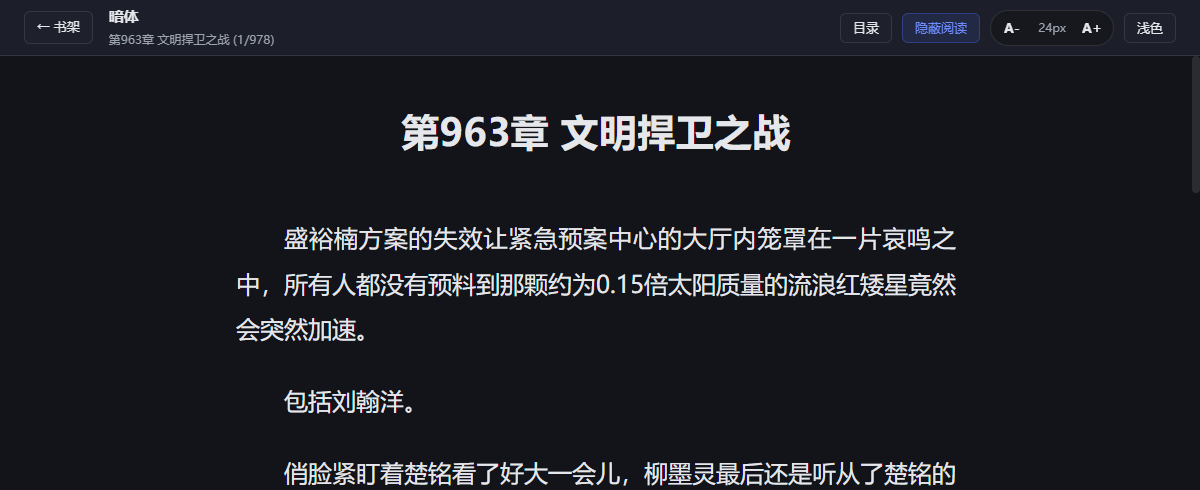 ← 书架
暗体
第963章 文明捍卫之战 (1/978)
目录
隐蔽阅读
A- 24px A+
浅色
第963章 文明捍卫之战
盛裕楠方案的失效让紧急预案中心的大厅内笼罩在一片哀鸣之
中，所有人都没有预料到那颗约为0.15倍太阳质量的流浪红矮星竟然
会突然加速。
包括刘翰洋。
俏脸紧盯着楚铭看了好大一会儿，柳墨灵最后还是听从了楚铭的